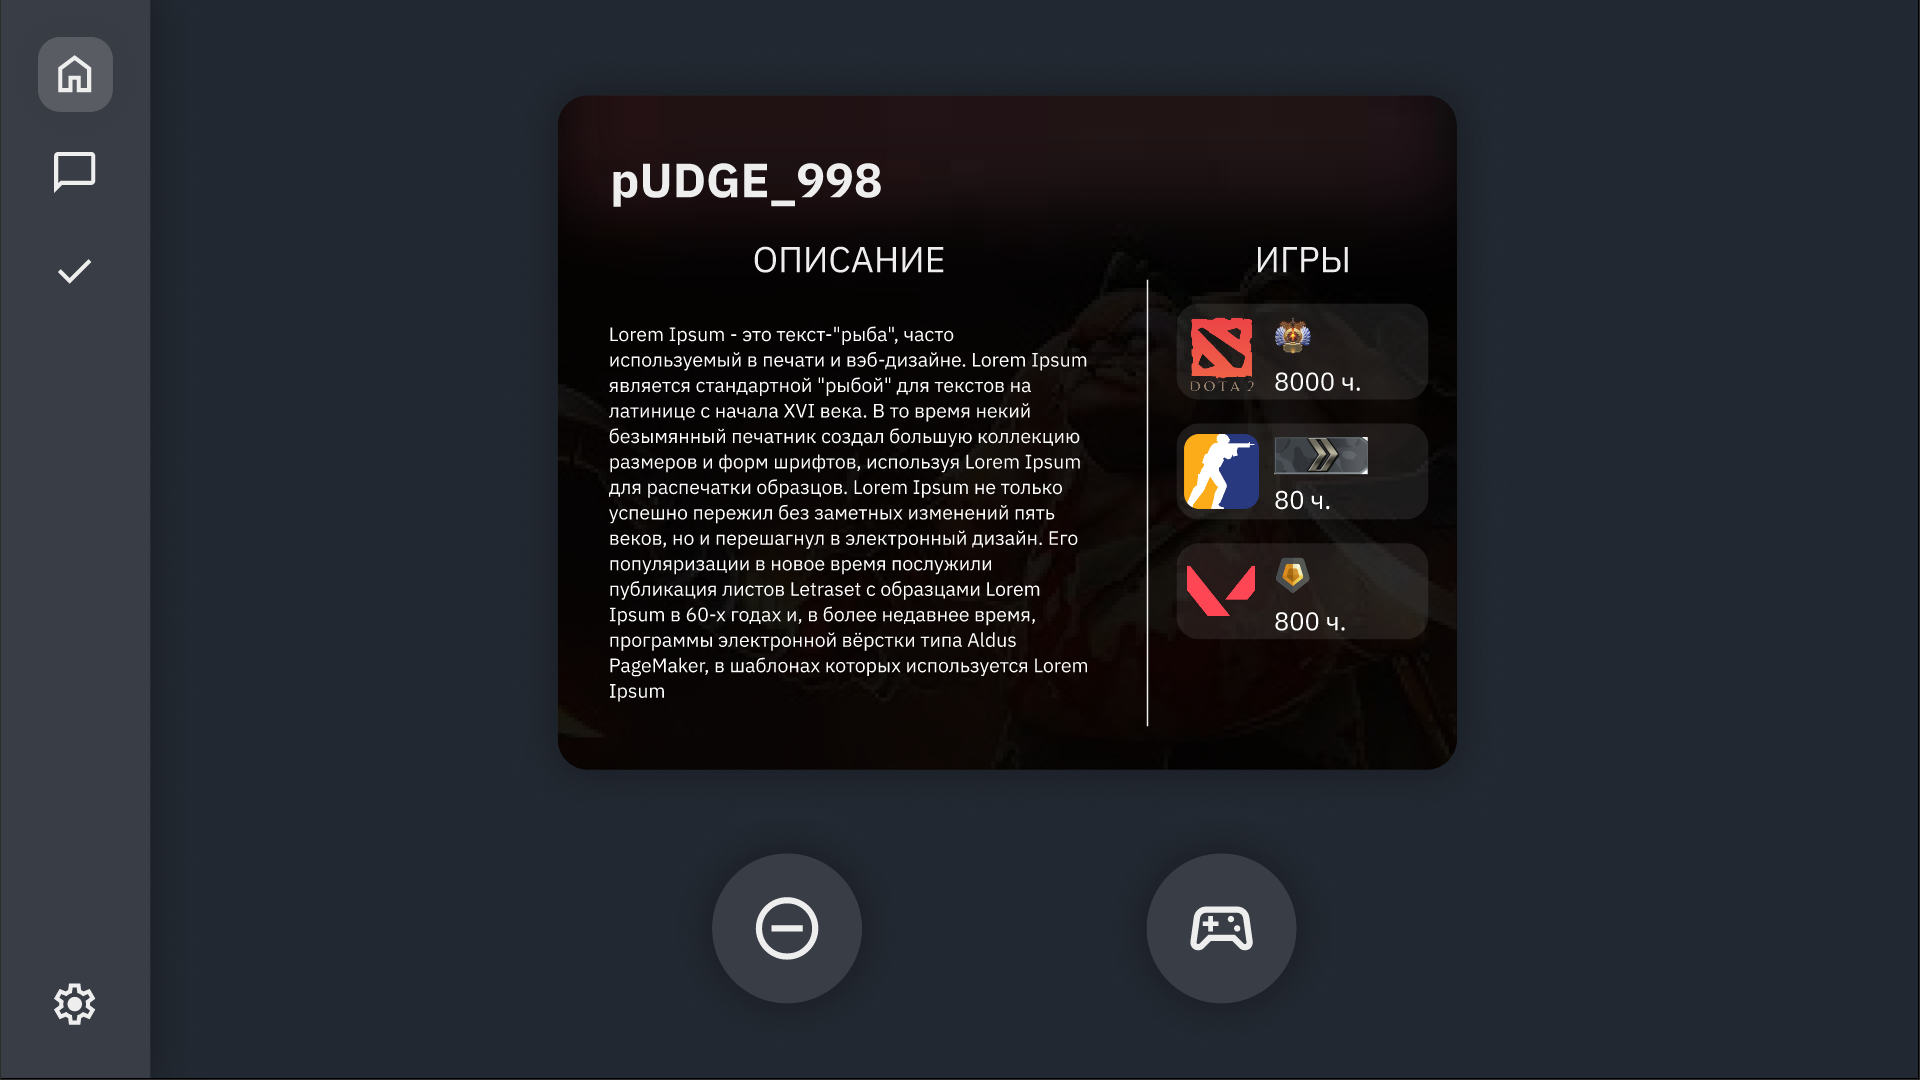 pUDGE_998
ОПИСАНИЕ
Lorem Ipsum - это текст-"рыба", часто
используемый в печати и вэб-дизайне. Lorem Ipsum
является стандартной "рыбой" для текстов на
латинице с начала XVI века. В то время некий
безымянный печатник создал большую коллекцию
размеров и форм шрифтов, используя Lorem Ipsum
для распечатки образцов. Lorem Ipsum не только
успешно пережил без заметных изменений пять
веков, но и перешагнул в электронный дизайн. Его
популяризации в новое время послужили
публикация листов Letraset с образцами Lorem
Ipsum в 60-х годах и, в более недавнее время,
программы электронной вёрстки типа Aldus
PageMaker, в шаблонах которых используется Lorem
Ipsum
ИГРЫ
DOTA 2
8000 ч.
80 ч.
800 ч.